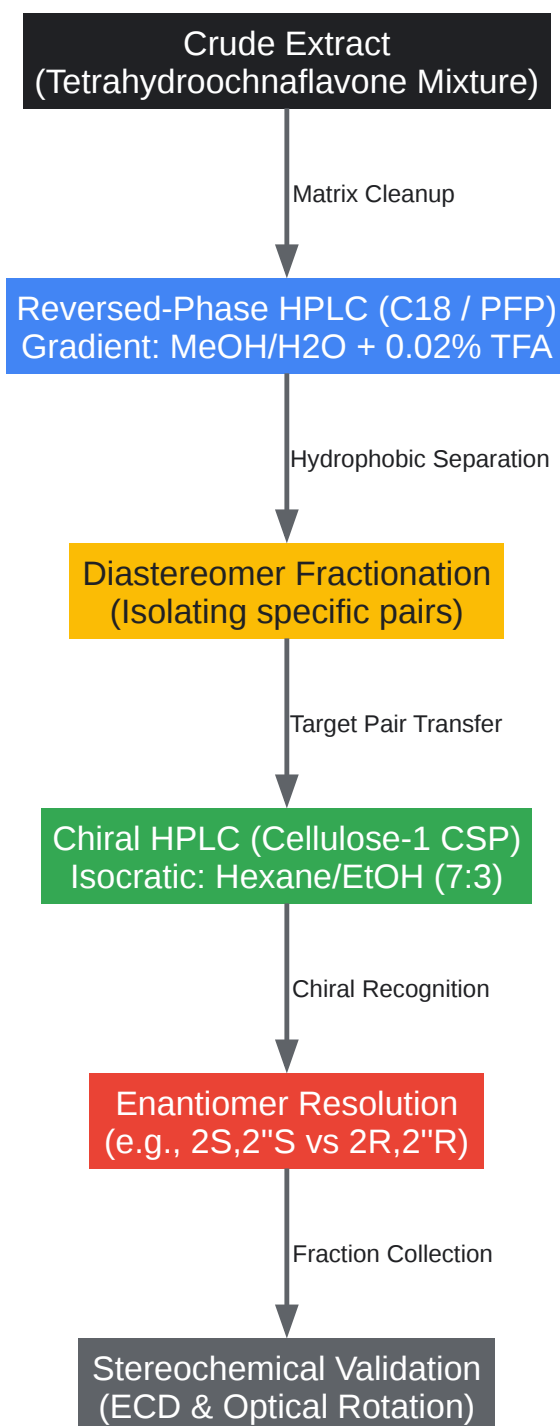 Crude Extract
(Tetrahydroochnaflavone Mixture)
Matrix Cleanup
Reversed-Phase HPLC (C18 / PFP)
Gradient: MeOH/H2O + 0.02% TFA
Hydrophobic Separation
Diastereomer Fractionation
(Isolating specific pairs)
Target Pair Transfer
Chiral HPLC (Cellulose-1 CSP)
Isocratic: Hexane/EtOH (7:3)
Chiral Recognition
Enantiomer Resolution
(e.g., 2S,2"S vs 2R,2"R)
Fraction Collection
Stereochemical Validation
(ECD & Optical Rotation)